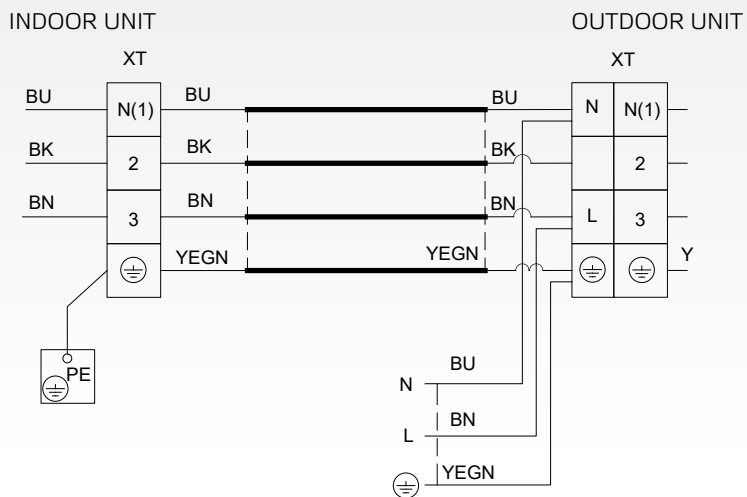 INDOOR UNIT OUTDOOR UNIT
XT XT
BU N(1) BU BU N N(1)
BK 2 BK BK 2
BN 3 BN BN L 3
YEGN YEGN Y
PE
N BU
L BN
YEGN